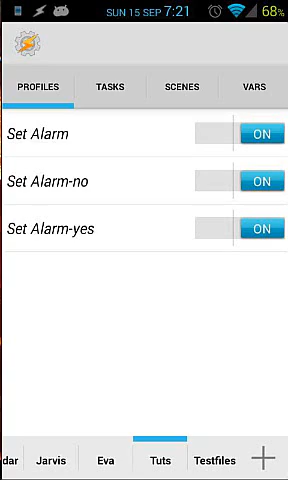 SUN 15 SEP 7:21 68%
PROFILES TASKS SCENES VARS
Set Alarm ON
Set Alarm-no ON
Set Alarm-yes ON
dar Jarvis Eva Tuts Testfiles +